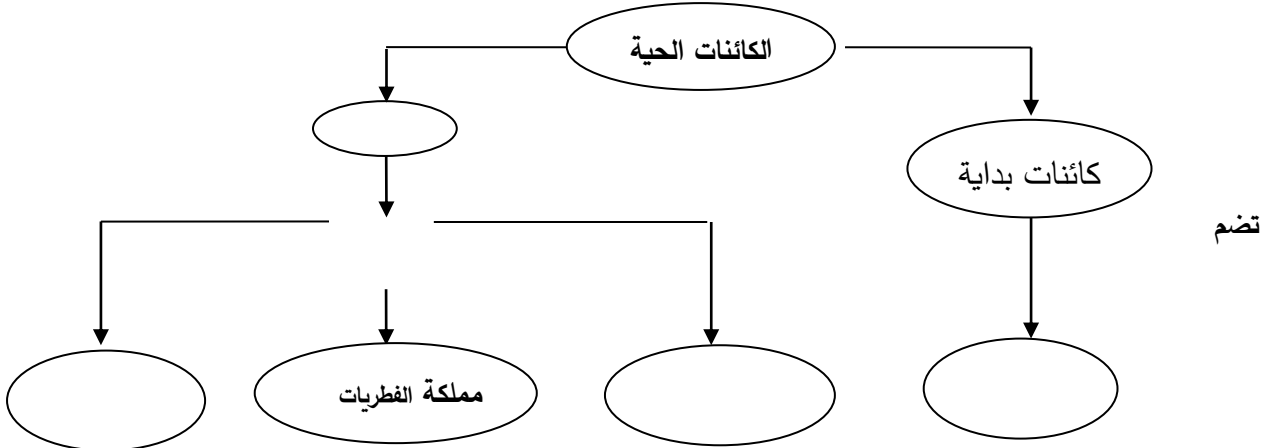 الكائنات الحية
كائنات بداية
تضم
مملكة الفطريات